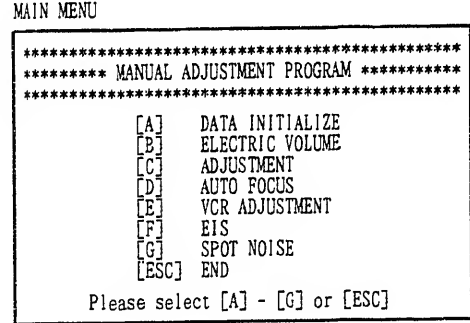 MAIN MENU
************************************************
********* MANUAL ADJUSTMENT PROGRAM ***********
************************************************
[A] DATA INITIALIZE
[B] ELECTRIC VOLUME
[C] ADJUSTMENT
[D] AUTO FOCUS
[E] VCR ADJUSTMENT
[F] EIS
[G] SPOT NOISE
[ESC] END
Please select [A] - [G] or [ESC]